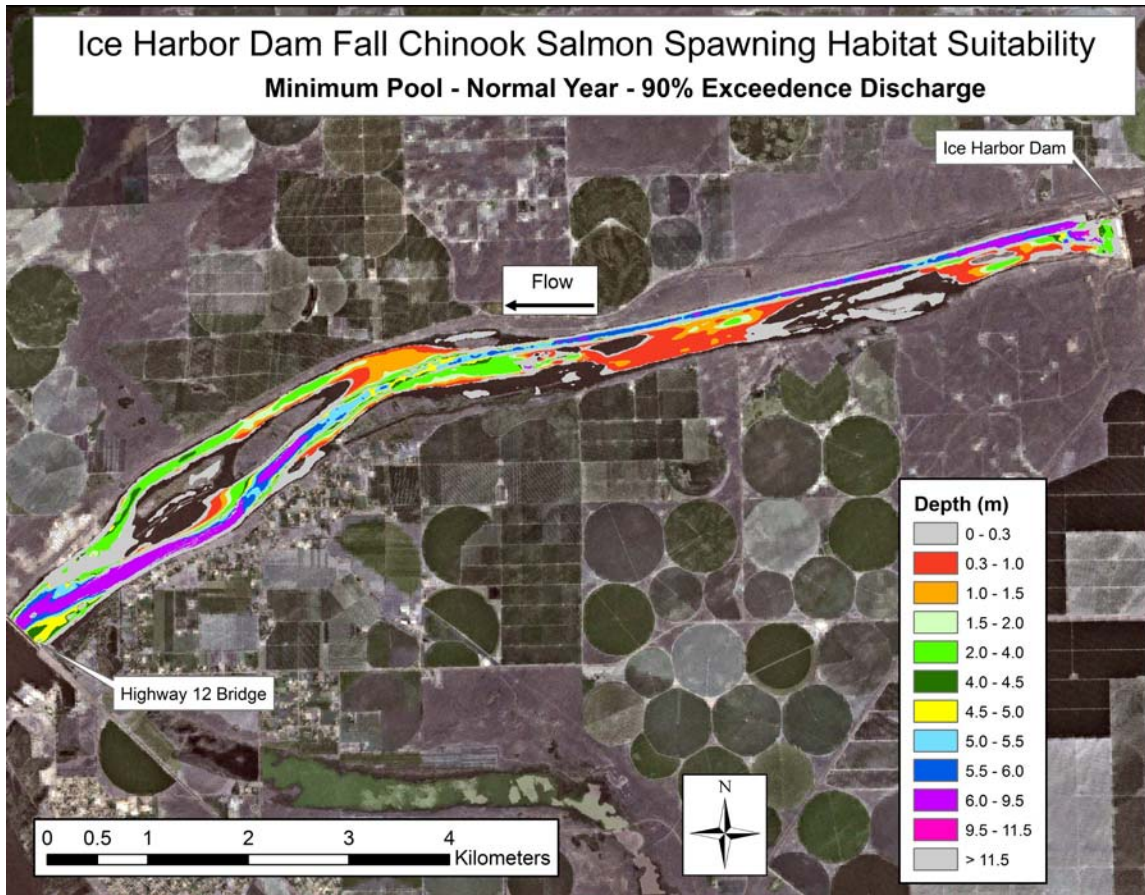 Ice Harbor Dam Fall Chinook Salmon Spawning Habitat Suitability
Minimum Pool - Normal Year - 90% Exceedence Discharge
Ice Harbor Dam
Flow
Highway 12 Bridge
Depth (m)
0 - 0.3
0.3 - 1.0
1.0 - 1.5
1.5 - 2.0
2.0 - 4.0
4.0 - 4.5
4.5 - 5.0
5.0 - 5.5
5.5 - 6.0
6.0 - 9.5
9.5 - 11.5
> 11.5
N
0 0.5 1 2 3 4
Kilometers